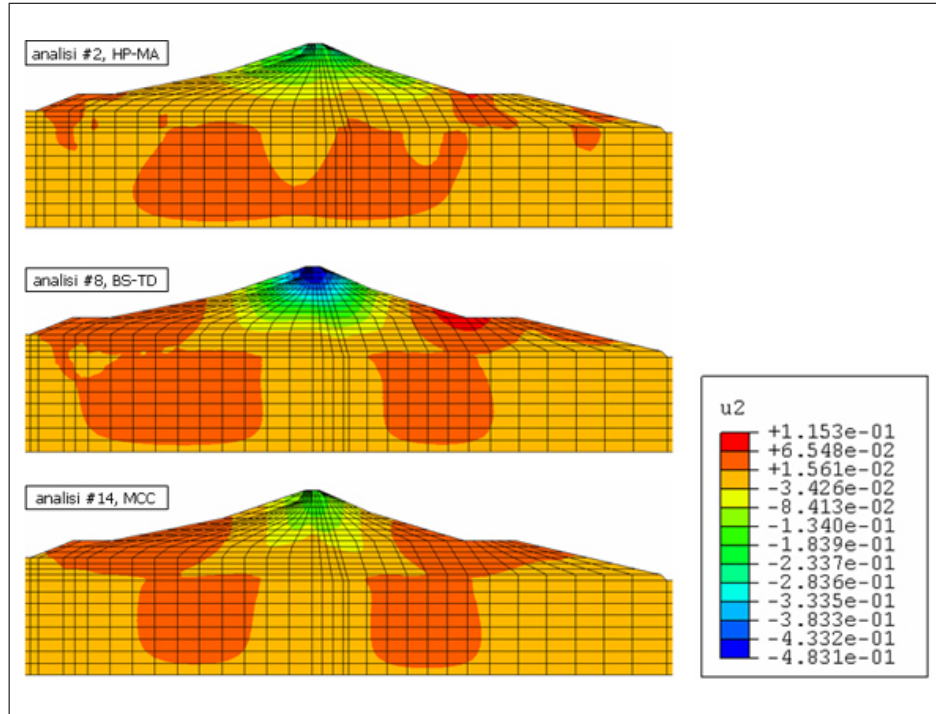 analisi #2, HP-MA
analisi #8, BS-TD
analisi #14, MCC
u2
+1.153e-01
+6.548e-02
+1.561e-02
-3.426e-02
-8.413e-02
-1.340e-01
-1.839e-01
-2.337e-01
-2.836e-01
-3.335e-01
-3.833e-01
-4.332e-01
-4.831e-01